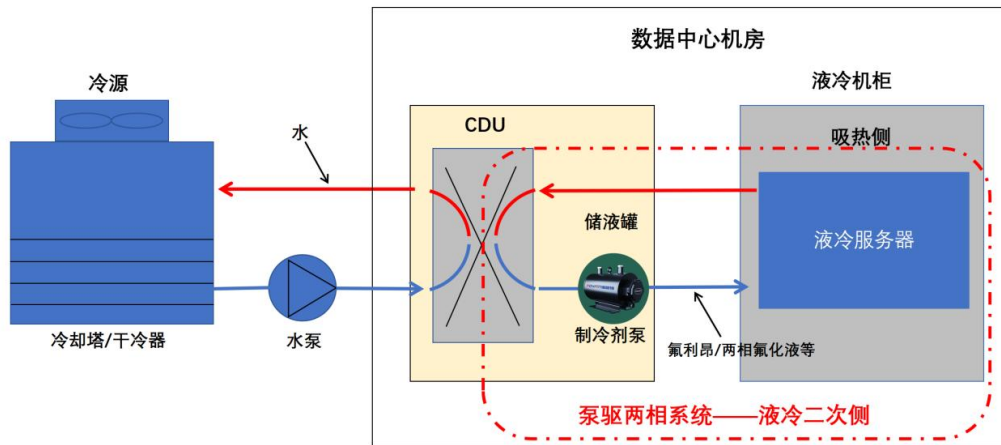 数据中心机房
冷源
液冷机柜
CDU
水
吸热侧
储液罐
液冷服务器
冷却塔/干冷器
水泵
制冷剂泵
氟利昂/两相氟化液等
泵驱两相系统——液冷二次侧